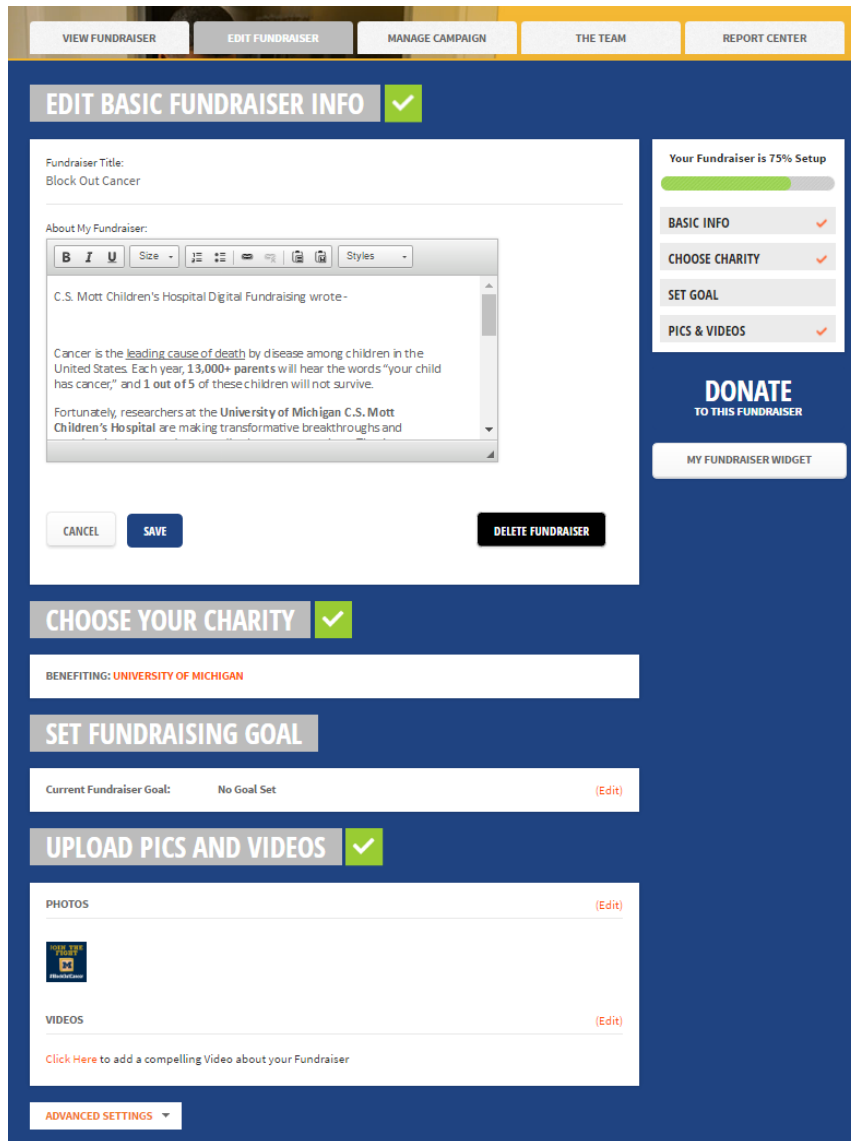 VIEW FUNDRAISER
EDIT FUNDRAISER
MANAGE CAMPAIGN
THE TEAM
REPORT CENTER
EDIT BASIC FUNDRAISER INFO
Fundraiser Title:
Block Out Cancer
About My Fundraiser:
B I U Size Styles
C.S. Mott Children's Hospital Digital Fundraising wrote -
Cancer is the leading cause of death by disease among children in the
United States. Each year, 13,000+ parents will hear the words "your child
has cancer," and 1 out of 5 of these children will not survive.
Fortunately, researchers at the University of Michigan C.S. Mott
Children's Hospital are making transformative breakthroughs and
CANCEL
SAVE
DELETE FUNDRAISER
Your Fundraiser is 75% Setup
BASIC INFO
CHOOSE CHARITY
SET GOAL
PICS & VIDEOS
DONATE
TO THIS FUNDRAISER
MY FUNDRAISER WIDGET
CHOOSE YOUR CHARITY
BENEFITING: UNIVERSITY OF MICHIGAN
SET FUNDRAISING GOAL
Current Fundraiser Goal: No Goal Set (Edit)
UPLOAD PICS AND VIDEOS
PHOTOS (Edit)
JOIN THE
FIGHT
M
#BlockOutCancer
VIDEOS (Edit)
Click Here to add a compelling Video about your Fundraiser
ADVANCED SETTINGS